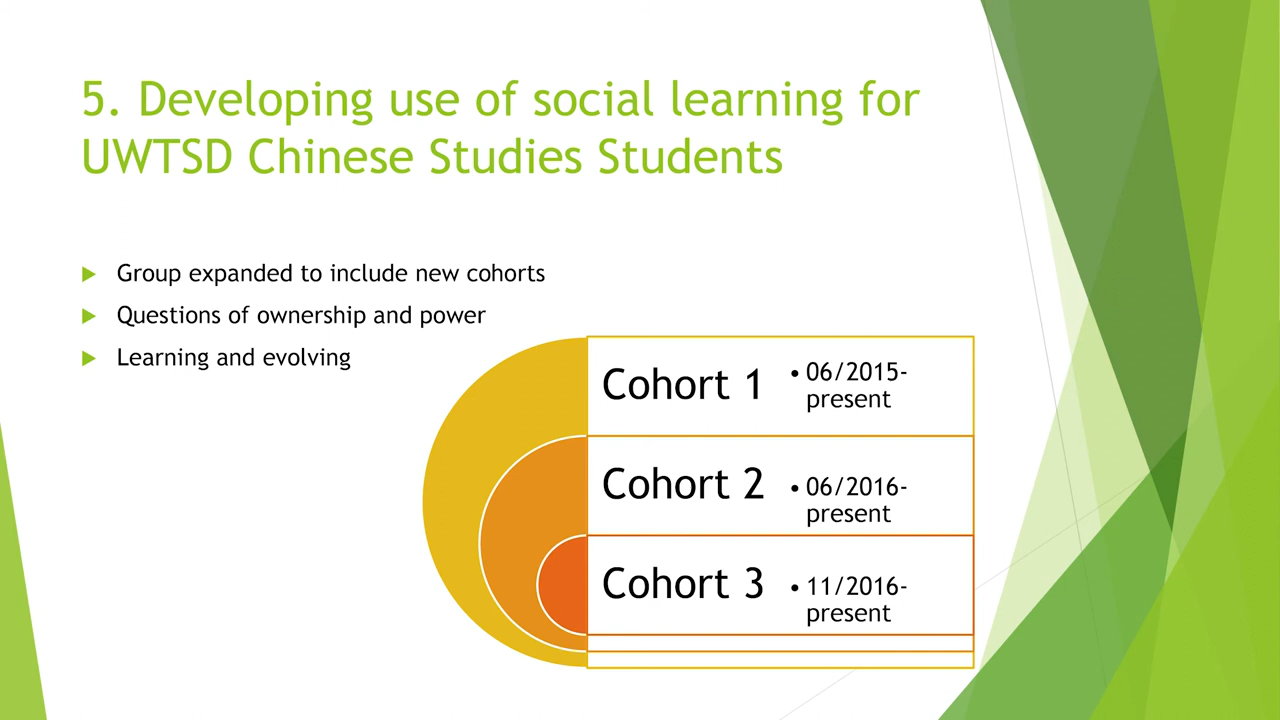 5. Developing use of social learning for
UWTSD Chinese Studies Students
Group expanded to include new cohorts
Questions of ownership and power
Learning and evolving
Cohort 1
• 06/2015-
present
Cohort 2
• 06/2016-
present
Cohort 3
• 11/2016-
present